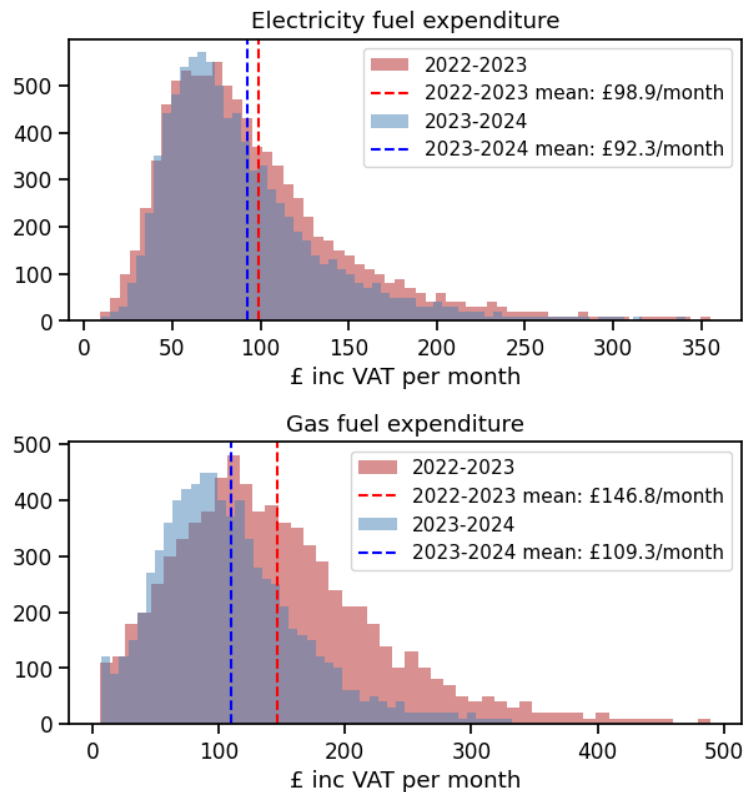 Electricity fuel expenditure
500
400
300
200
100
0
2022-2023
2022-2023 mean: £98.9/month
2023-2024
2023-2024 mean: £92.3/month
0 50 100 150 200 250 300 350
£ inc VAT per month
Gas fuel expenditure
500
400
300
200
100
0
2022-2023
2022-2023 mean: £146.8/month
2023-2024
2023-2024 mean: £109.3/month
0 100 200 300 400 500
£ inc VAT per month